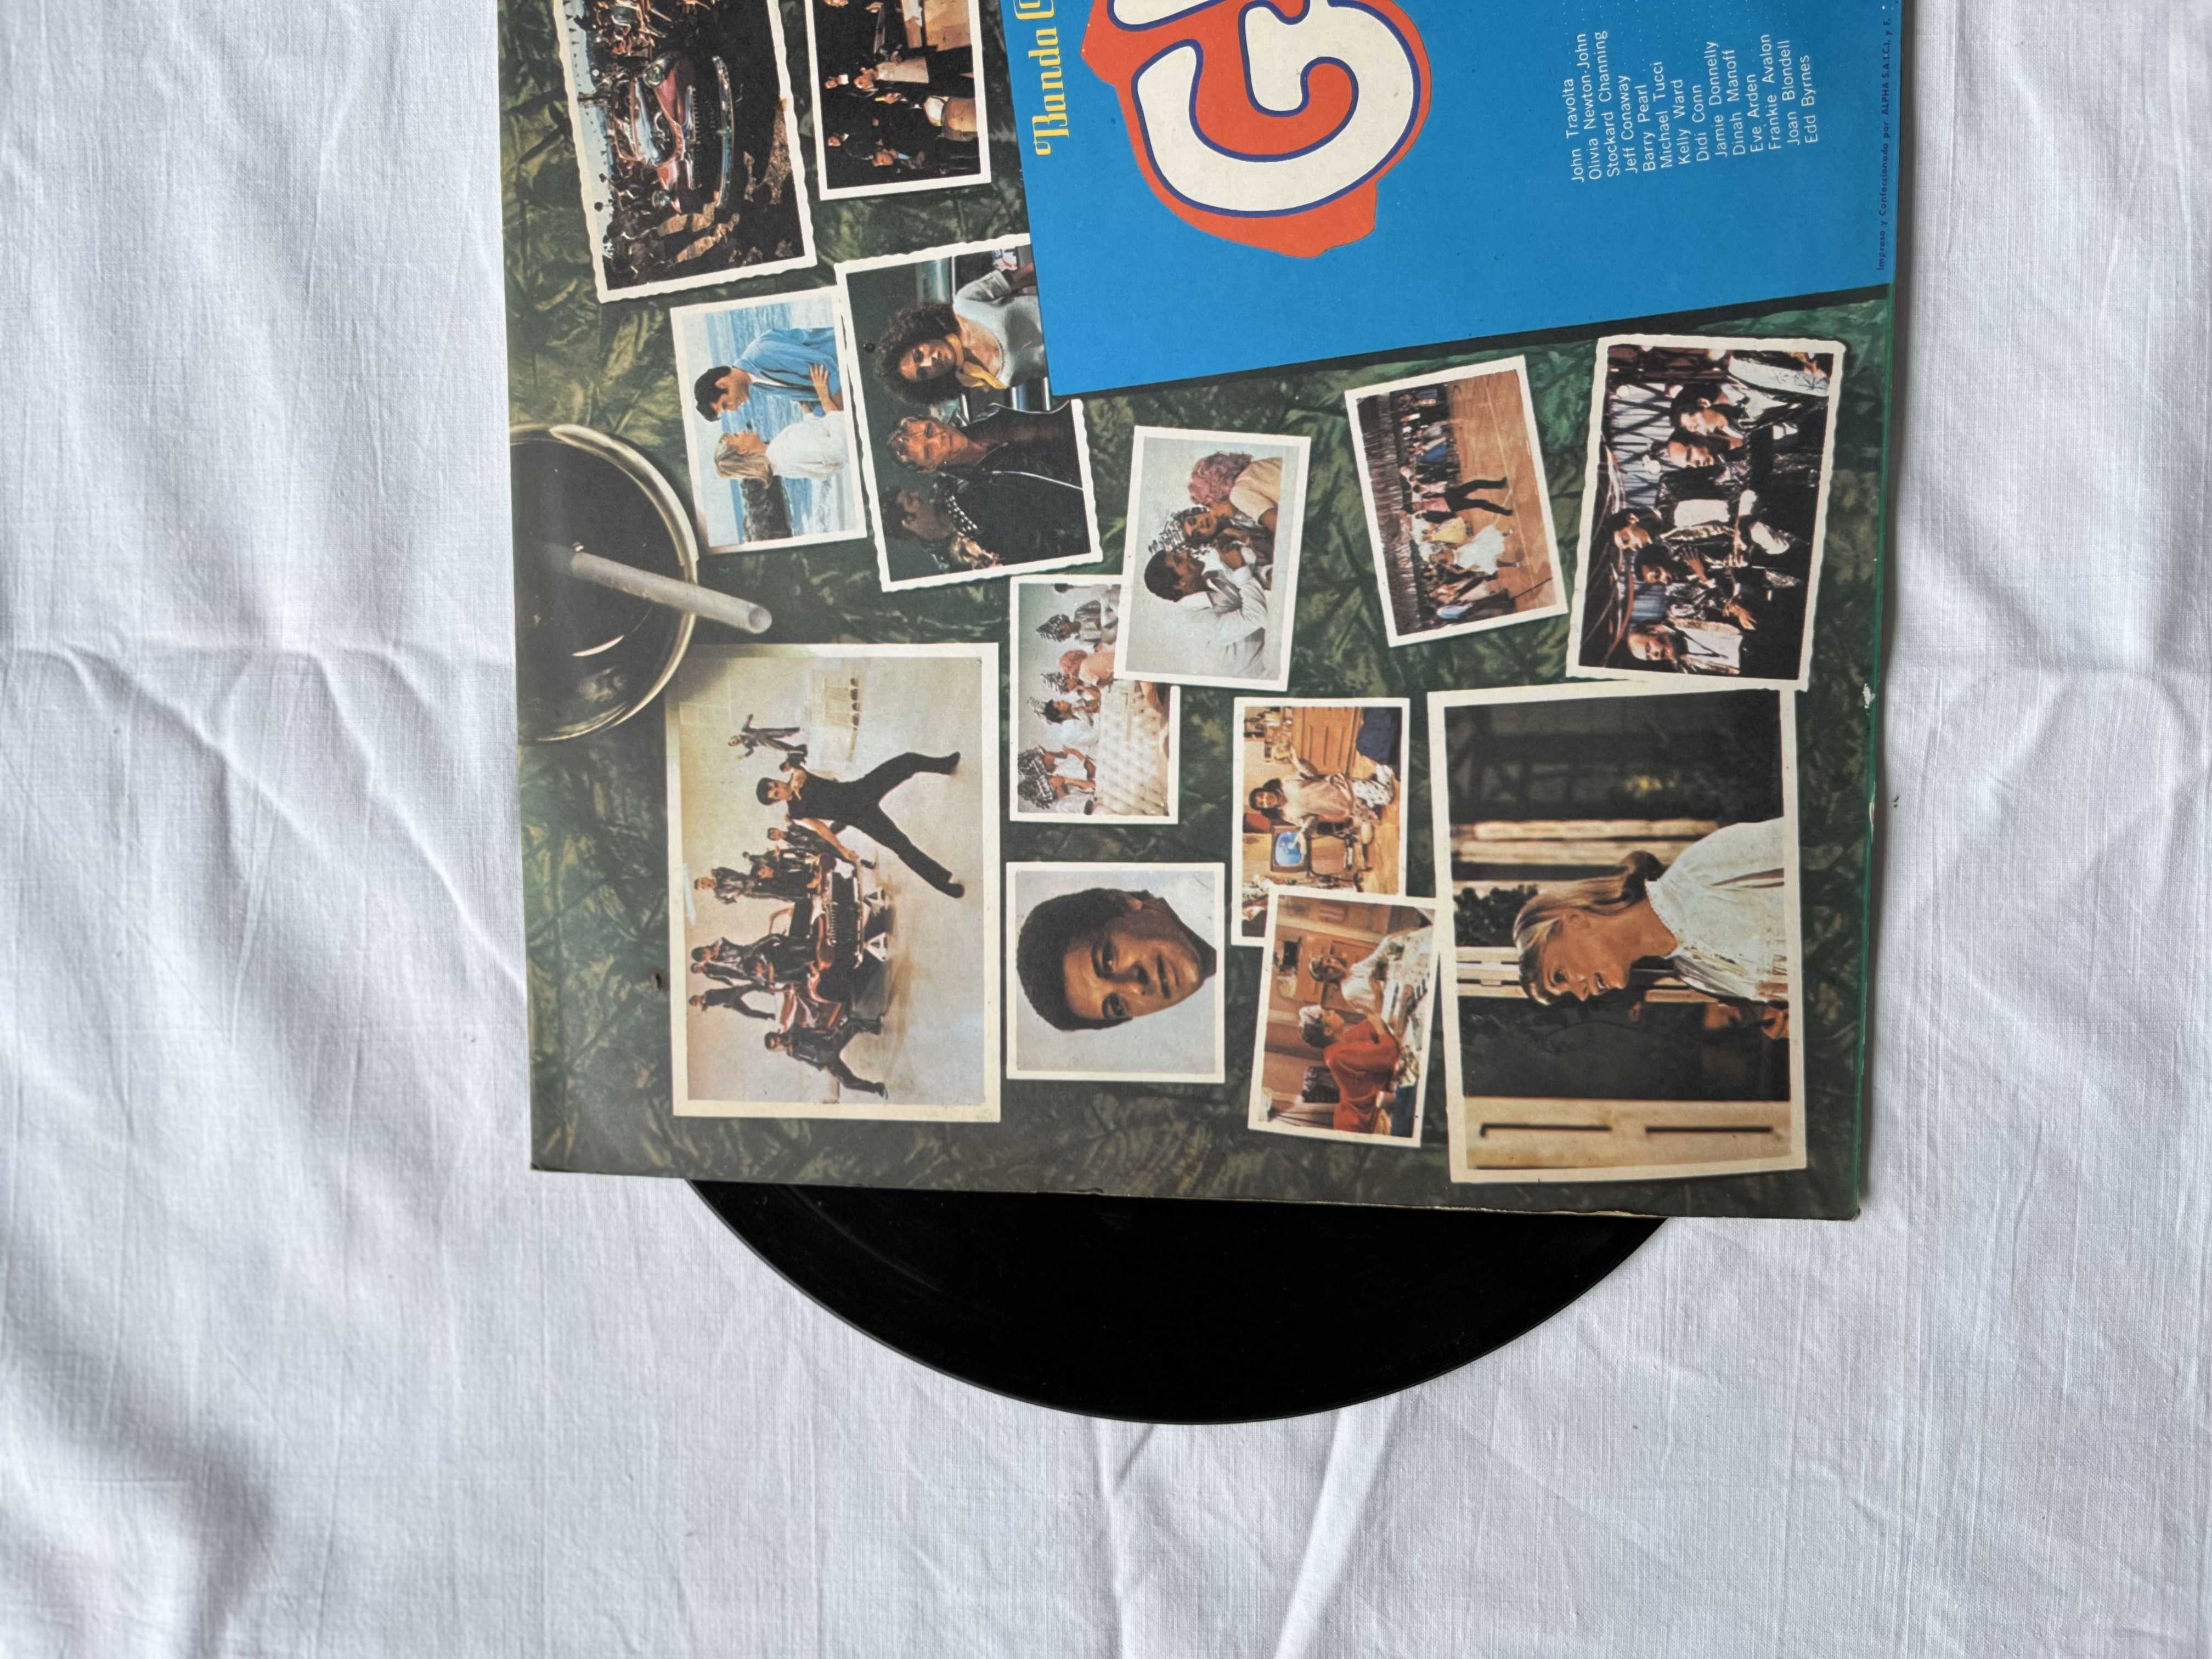 Banda
G
John Travolta
Olivia Newton-John
Stockard Channing
Jeff Conaway
Barry Pearl
Michael Tucci
Kelly Ward
Didi Conn
Jamie Donnelly
Dinah Manoff
Eve Arden
Frankie Avalon
Joan Blondell
Edd Byrnes
Impreso y Confeccionado por ALPHA S.A.I.C.I. y F.